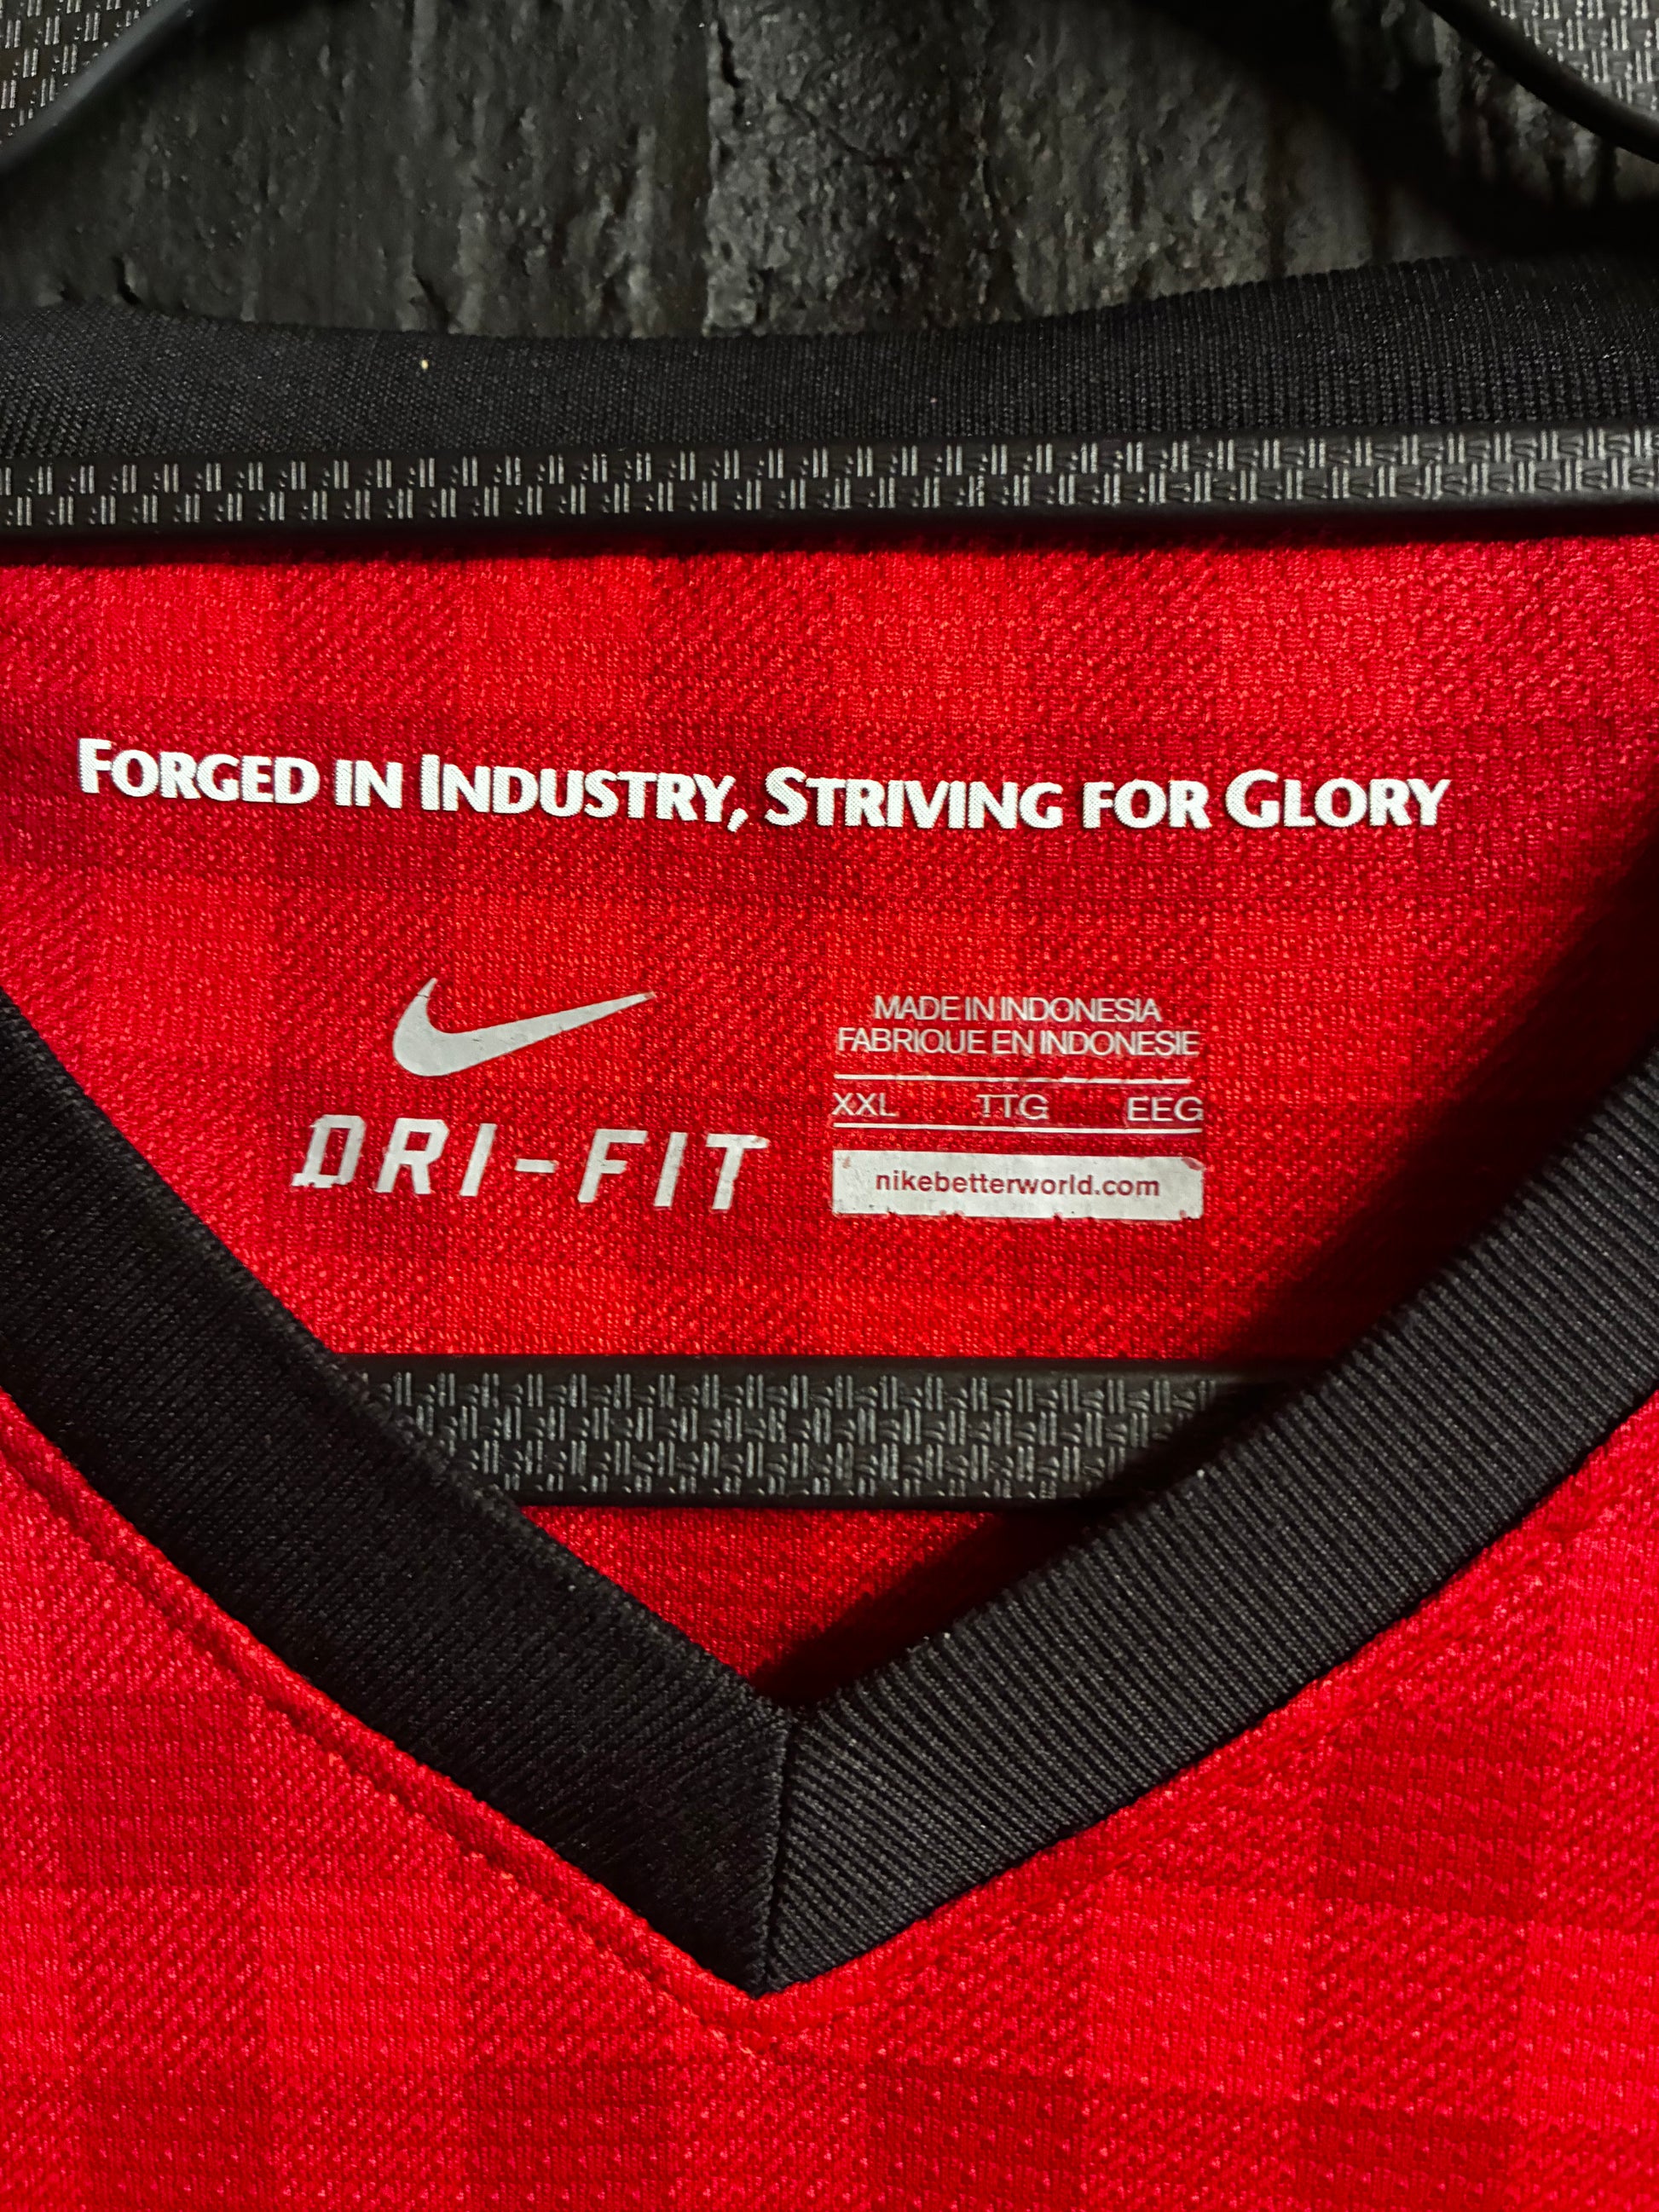 FORGED IN INDUSTRY, STRIVING FOR GLORY
DRI-FIT
MADE IN INDONESIA
FABRIQUE EN INDONESIE
XXL TTG EEG
nikebetterworld.com